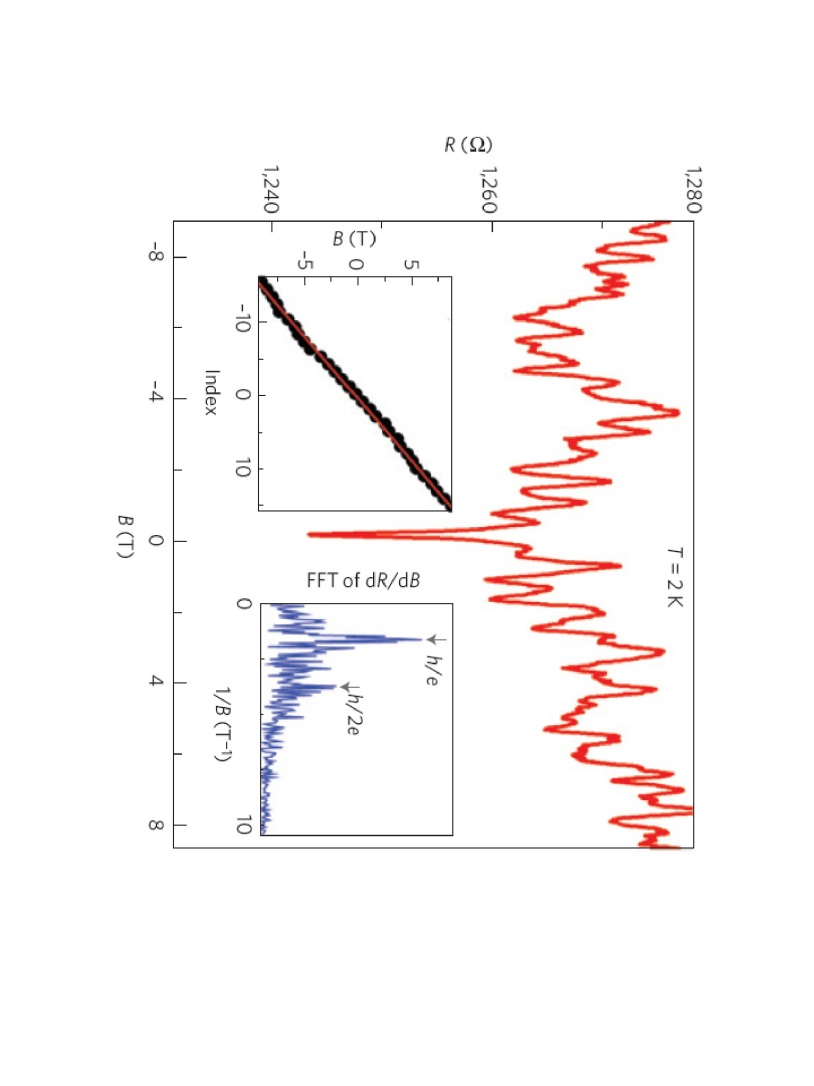 R (Ω)
1,280
1,260
1,240
T = 2 K
B (T)
5
0
-5
-10
0
10
Index
FFT of dR/dB
h/e
h/2e
0
10
1/B (T⁻¹)
-8
-4
0
4
8
B (T)